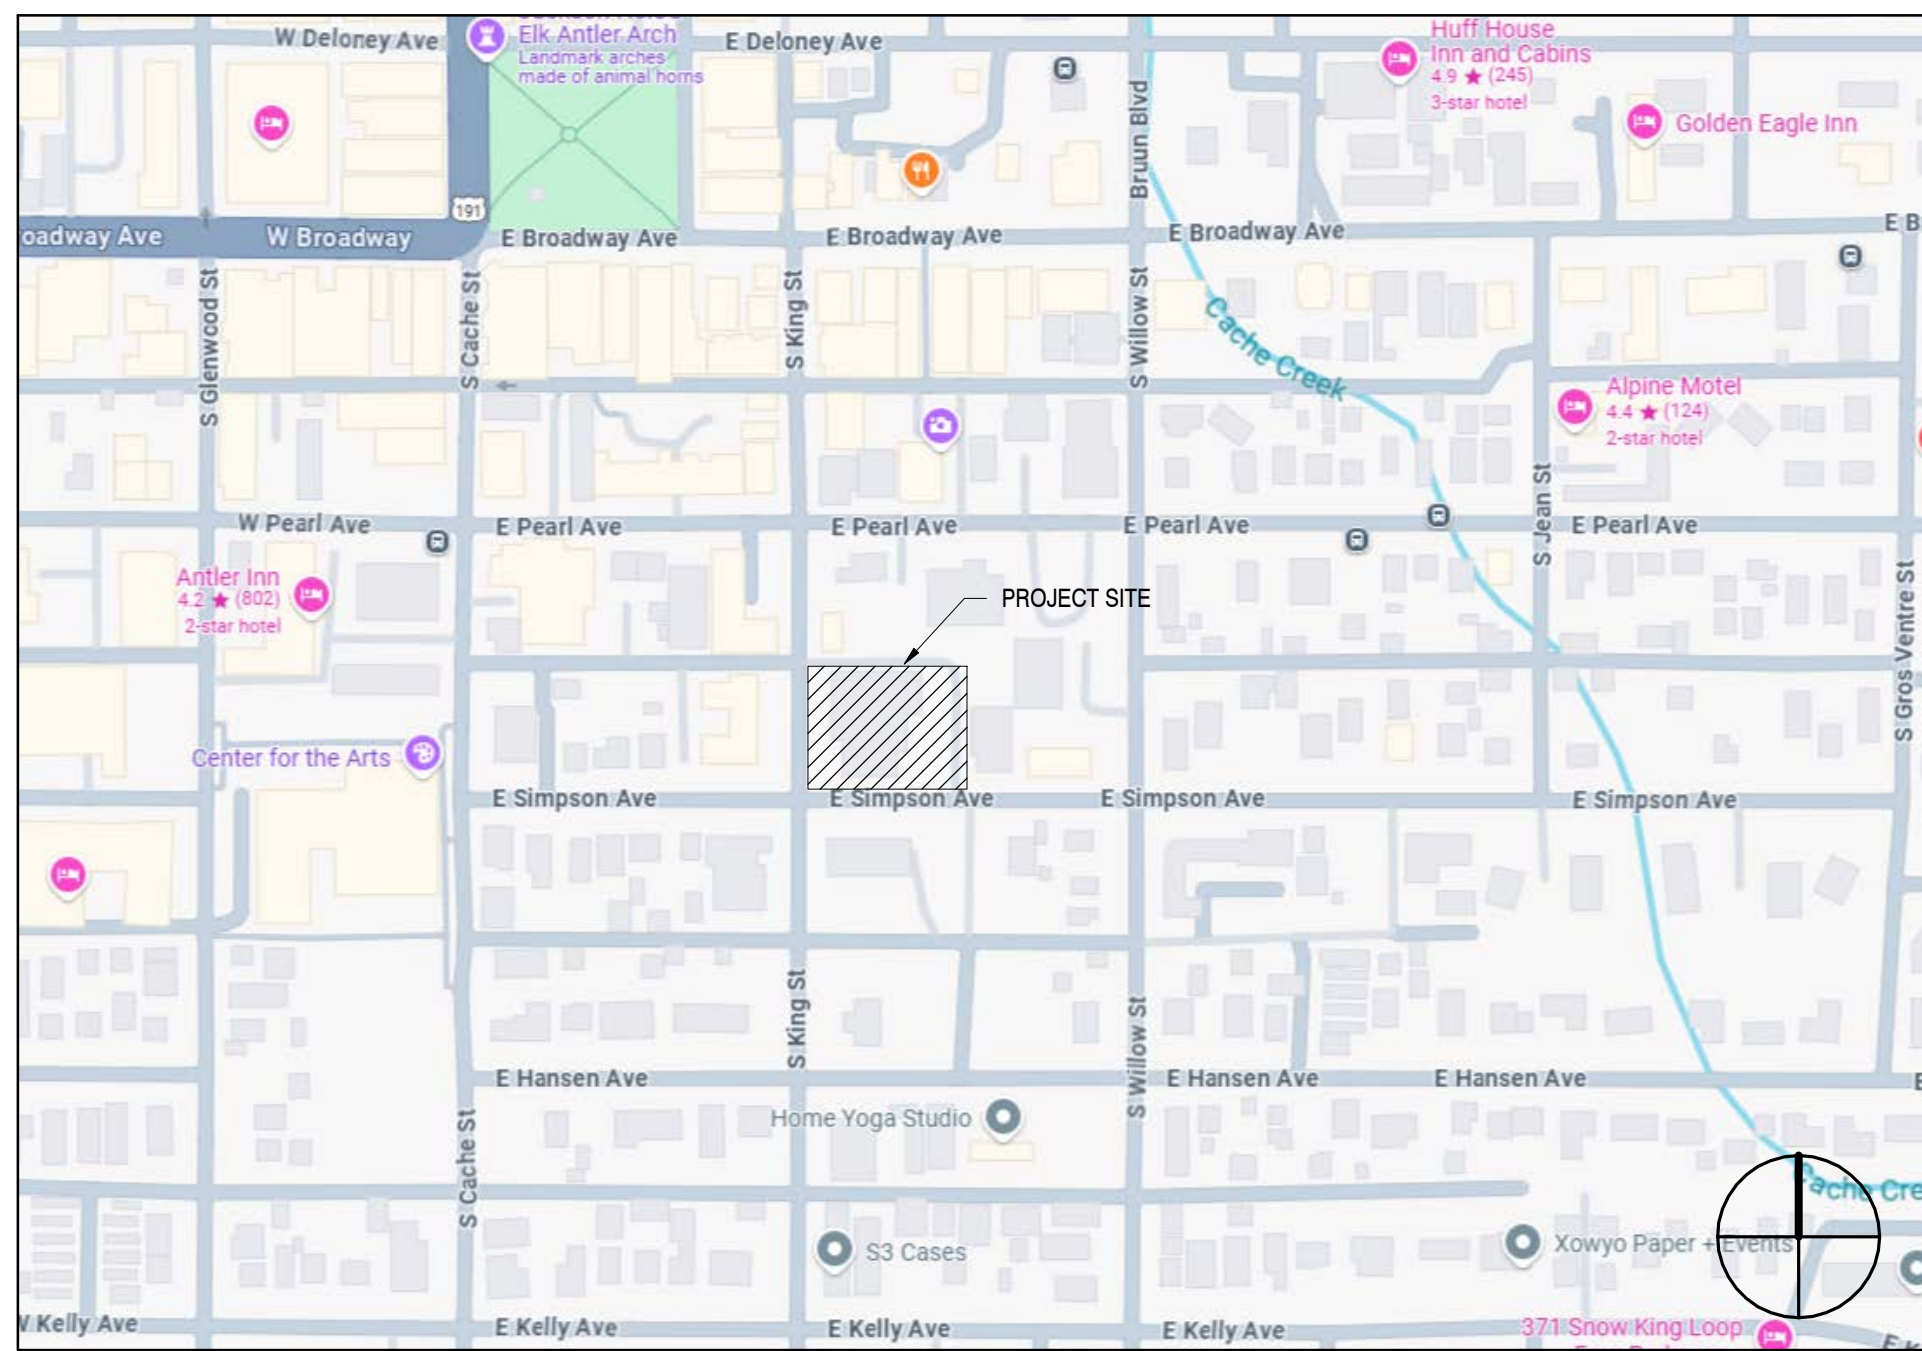 W Deloney Ave
Elk Antler Arch
Landmark arches
made of animal horns
E Deloney Ave
Bruun Blvd
Huff House
Inn and Cabins
4.9 ★ (245)
3-star hotel
Golden Eagle Inn
191
oadway Ave
W Broadway
E Broadway Ave
E Broadway Ave
E Broadway Ave
E B
S Glenwood St
S Cache St
S King St
S Willow St
Cache Creek
Alpine Motel
4.4 ★ (124)
2-star hotel
W Pearl Ave
E Pearl Ave
E Pearl Ave
E Pearl Ave
S Jean St
E Pearl Ave
Antler Inn
4.2 ★ (802)
2-star hotel
PROJECT SITE
S Gros Ventre St
Center for the Arts
E Simpson Ave
E Simpson Ave
E Simpson Ave
E Simpson Ave
S King St
S Willow St
E Hansen Ave
E Hansen Ave
E Hansen Ave
E
Home Yoga Studio
S Cache St
Cache Cre
S3 Cases
Xowyo Paper + Events
W Kelly Ave
E Kelly Ave
E Kelly Ave
E Kelly Ave
371 Snow King Loop